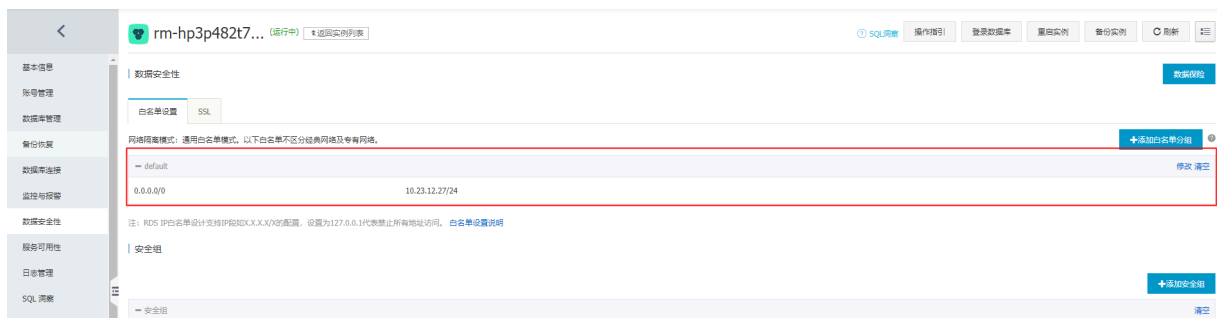 rm-hp3p482t7... (运行中) 返回实例列表
SQL洞察 操作指引 登录数据库 重启实例 备份实例 刷新
基本信息
账号管理
数据库管理
备份恢复
数据库连接
监控与报警
数据安全性
服务可用性
日志管理
SQL 洞察
数据安全性
数据保险
白名单设置 SSL
网络隔离模式：通用白名单模式。以下白名单不区分经典网络及专有网络。
+添加白名单分组
default
修改 清空
0.0.0.0/0 10.23.12.27/24
注：RDS IP白名单设计支持IP段如X.X.X.X/X的配置，设置为127.0.0.1代表禁止所有地址访问。 白名单设置说明
安全组
+添加安全组
安全组
清空